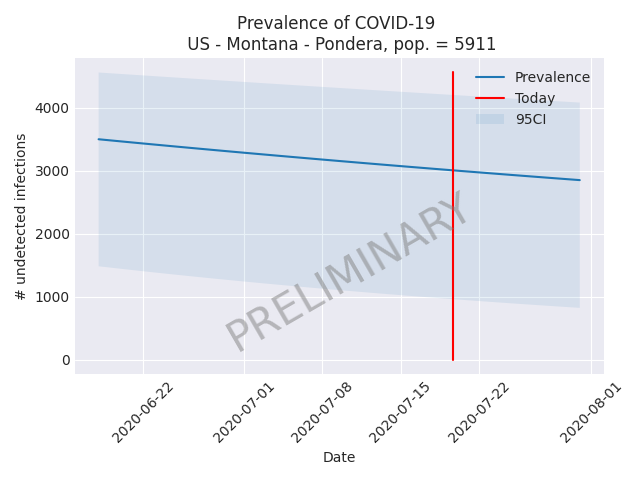 Prevalence of COVID-19
US - Montana - Pondera, pop. = 5911
Prevalence
Today
95CI
# undetected infections
4000
3000
2000
1000
0
PRELIMINARY
2020-06-22
2020-07-01
2020-07-08
2020-07-15
2020-07-22
2020-08-01
Date